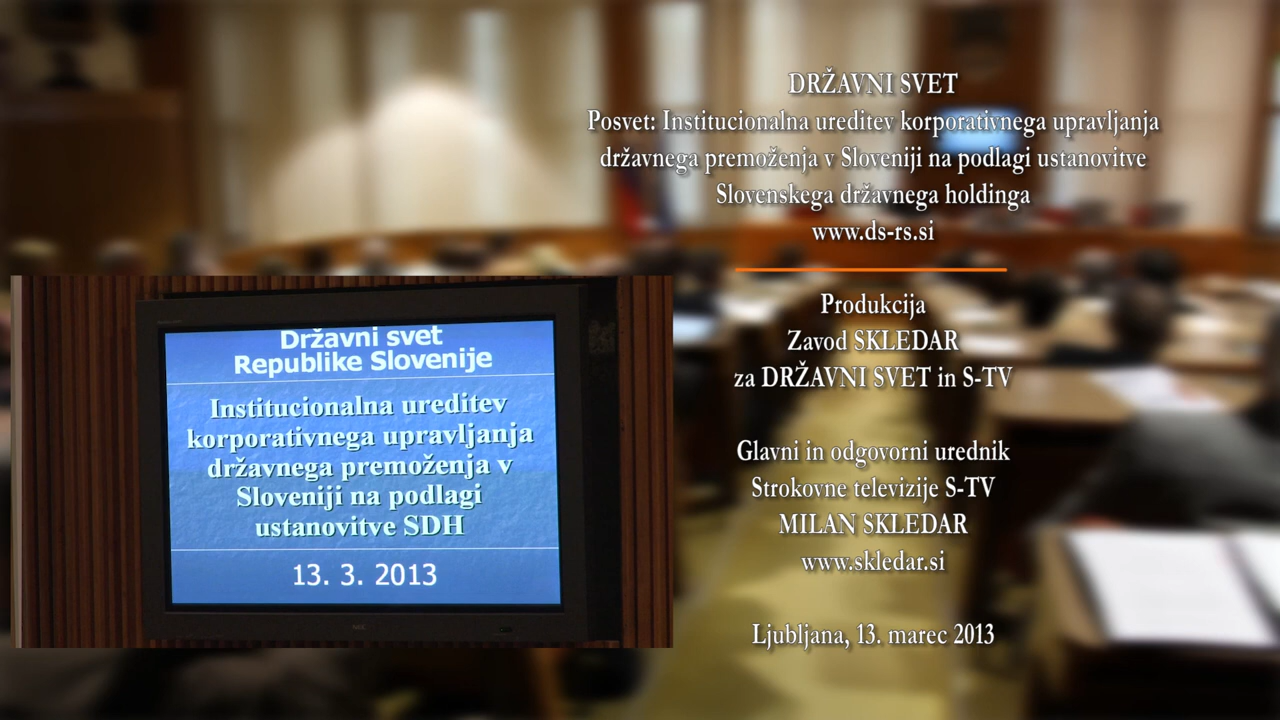 DRŽAVNI SVET
Posvet: Institucionalna ureditev korporativnega upravljanja
državnega premoženja v Sloveniji na podlagi ustanovitve
Slovenskega državnega holdinga
www.ds-rs.si
Produkcija
Zavod SKLEDAR
za DRŽAVNI SVET in S-TV
Glavni in odgovorni urednik
Strokovne televizije S-TV
MILAN SKLEDAR
www.skledar.si
Ljubljana, 13. marec 2013
Državni svet
Republike Slovenije
Institucionalna ureditev
korporativnega upravljanja
državnega premoženja v
Sloveniji na podlagi
ustanovitve SDH
13. 3. 2013
NEC